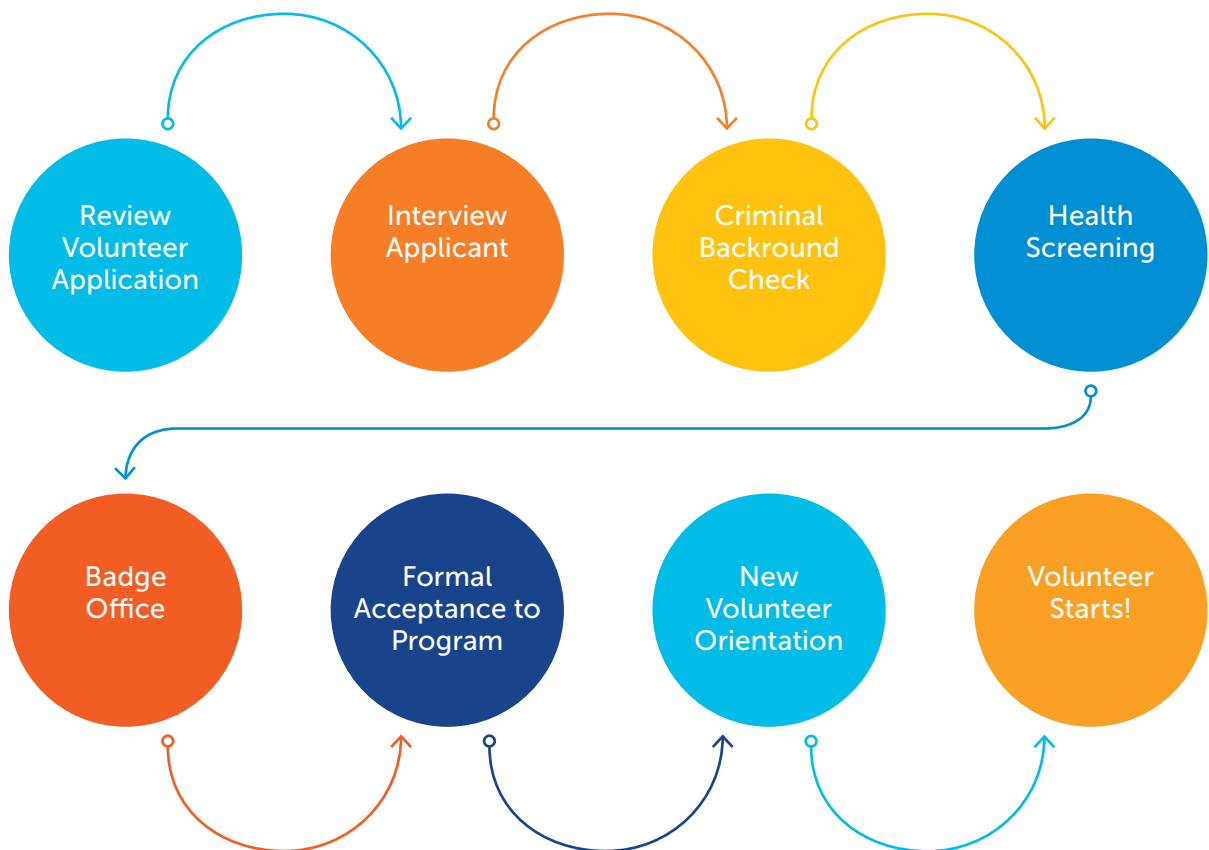 Review
Volunteer
Application
Interview
Applicant
Criminal
Backround
Check
Health
Screening
Badge
Office
Formal
Acceptance to
Program
New
Volunteer
Orientation
Volunteer
Starts!